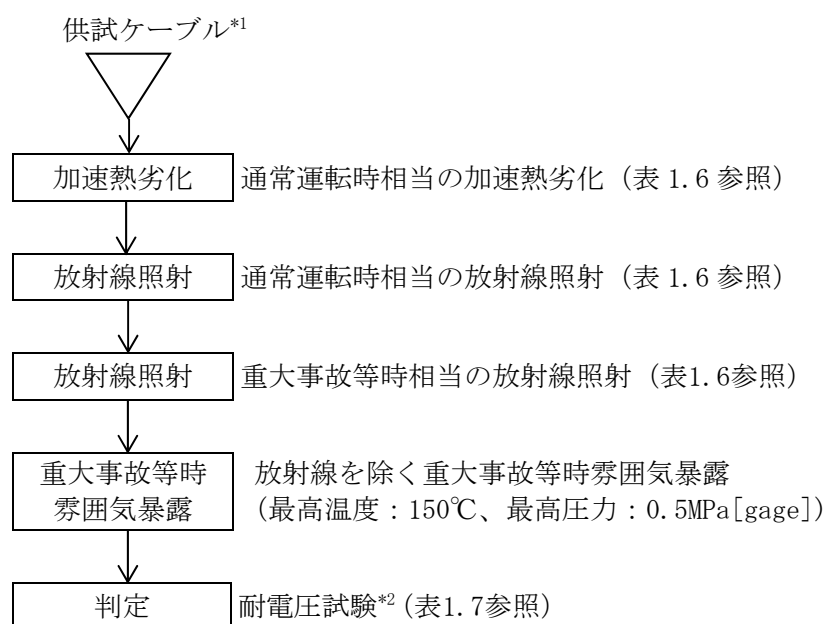 供試ケーブル*1
加速熱劣化 通常運転時相当の加速熱劣化（表 1.6 参照）
放射線照射 通常運転時相当の放射線照射（表 1.6 参照）
放射線照射 重大事故等時相当の放射線照射（表1.6参照）
重大事故等時 放射線を除く重大事故等時雰囲気暴露
雰囲気暴露 （最高温度：150℃、最高圧力：0.5MPa[gage]）
判定 耐電圧試験*2（表1.7参照）